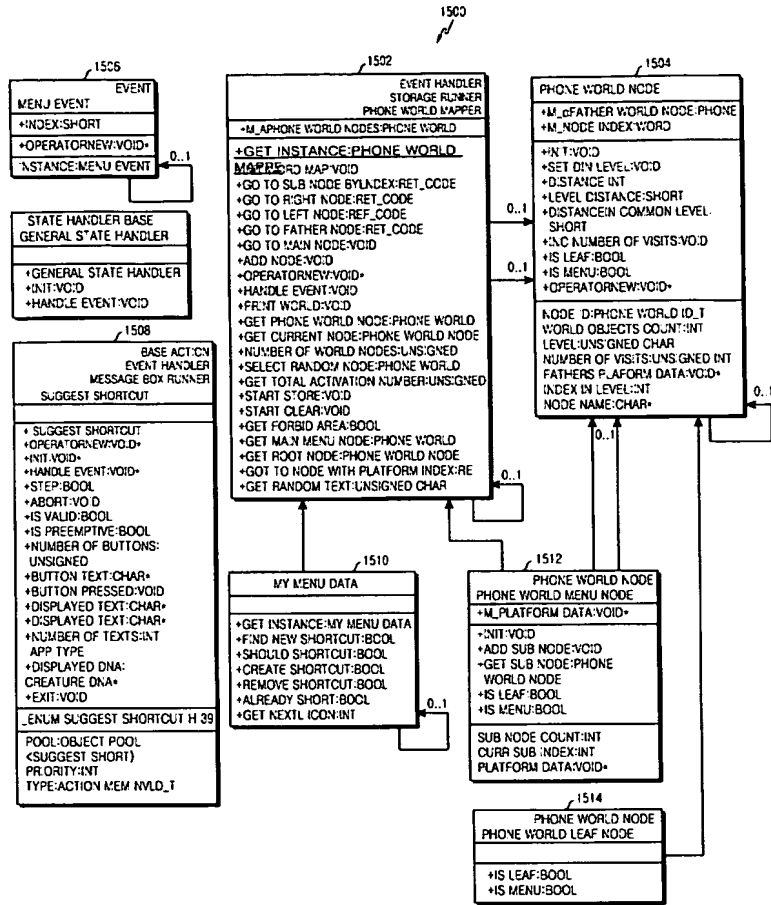 1500
1506
EVENT
MENU EVENT
+INDEX:SHORT
+OPERATORNEW:VOID*
INSTANCE:MENU EVENT
0..1
STATE HANDLER BASE
GENERAL STATE HANDLER
+GENERAL STATE HANDLER
+INIT:VOID
+HANDLE EVENT:VOID
1508
BASE ACTION
EVENT HANDLER
MESSAGE BOX RUNNER
SUGGEST SHORTCUT
+ SUGGEST SHORTCUT
+OPERATORNEW:VOID*
+INIT:VOID*
+HANDLE EVENT:VOID*
+STEP:BOOL
+ABORT:VOID
+IS VALID:BOOL
+IS PREEMPTIVE:BOOL
+NUMBER OF BUTTONS:
UNSIGNED
+BUTTON TEXT:CHAR*
+BUTTON PRESSED:VOID
+DISPLAYED TEXT:CHAR*
+DISPLAYED TEXT:CHAR*
+NUMBER OF TEXTS:INT
APP TYPE
+DISPLAYED DNA:
CREATURE DNA*
+EXIT:VOID
_ENUM SUGGEST SHORTCUT H 39
POOL:OBJECT POOL
<SUGGEST SHORT>
PRIORITY:INT
TYPE:ACTION MEM NVLD_T
1502
EVENT HANDLER
STORAGE RUNNER
PHONE WORLD MAPPER
+M_APHONE WORLD NODES:PHONE WORLD
+GET INSTANCE:PHONE WORLD
MAPPE
MAP:VOID
+GO TO SUB NODE BYINDEX:RET_CODE
+GO TO RIGHT NODE:RET_CODE
+GO TO LEFT NODE:REF_CODE
+GO TO FATHER NODE:RET_CODE
+GO TO MAIN NODE:VOID
+ADD NODE:VOID
+OPERATORNEW:VOID*
+HANDLE EVENT:VOID
+PRINT WORLD:VOID
+GET PHONE WORLD NODE:PHONE WORLD
+GET CURRENT NODE:PHONE WORLD NODE
+NUMBER OF WORLD NODES:UNSIGNED
+SELECT RANDOM NODE:PHONE WORLD
+GET TOTAL ACTIVATION NUMBER:UNSIGNED
+START STORE:VOID
+START CLEAR:VOID
+GET FORBID AREA:BOOL
+GET MAIN MENU NODE:PHONE WORLD
+GET ROOT NODE:PHONE WORLD NODE
+GOT TO NODE WITH PLATFORM INDEX:RE
+GET RANDOM TEXT:UNSIGNED CHAR
0..1
0..1
0..1
1504
PHONE WORLD NODE
+M_pFATHER WORLD NODE:PHONE
+M_NODE INDEX:WORD
+INIT:VOID
+SET DIN LEVEL:VOID
+DISTANCE INT
+LEVEL DISTANCE:SHORT
+DISTANCEIN COMMON LEVEL:
SHORT
+INC NUMBER OF VISITS:VOID
+IS LEAF:BOOL
+IS MENU:BOOL
+OPERATORNEW:VOID*
NODE ID:PHONE WORLD ID_T
WORLD OBJECTS COUNT:INT
LEVEL:UNSIGNED CHAR
NUMBER OF VISITS:UNSIGNED INT
FATHERS PLAFORM DATA:VOID*
INDEX IN LEVEL:INT
NODE NAME:CHAR*
0..1
0..1
1510
MY MENU DATA
+GET INSTANCE:MY MENU DATA
+FIND NEW SHORTCUT:BOOL
+SHOULD SHORTCUT:BOOL
+CREATE SHORTCUT:BOOL
+REMOVE SHORTCUT:BOOL
+ALREADY SHORT:BOOL
+GET NEXTL ICON:INT
0..1
1512
PHONE WORLD NODE
PHONE WORLD MENU NODE
+M_PLATFORM DATA:VOID*
+INIT:VOID
+ADD SUB NODE:VOID
+GET SUB NODE:PHONE
WORLD NODE
+IS LEAF:BOOL
+IS MENU:BOOL
SUB NODE COUNT:INT
CURR SUB INDEX:INT
PLATFORM DATA:VOID*
1514
PHONE WORLD NODE
PHONE WORLD LEAF NODE
+IS LEAF:BOOL
+IS MENU:BOOL